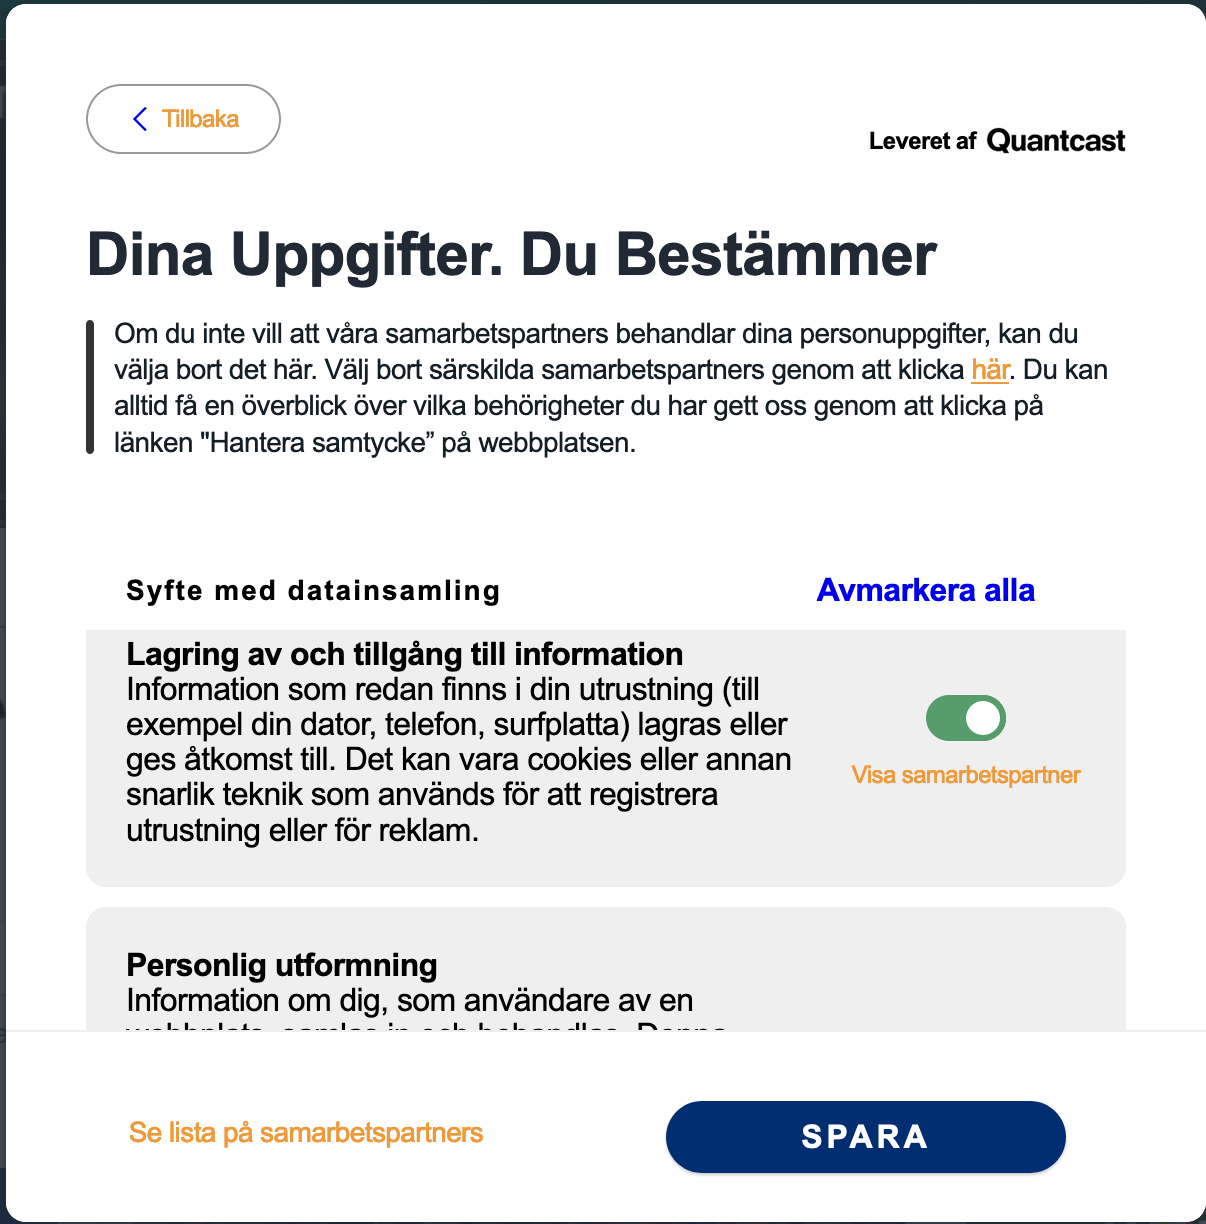 Tillbaka
Leveret af Quantcast
Dina Uppgifter. Du Bestämmer
Om du inte vill att våra samarbetspartners behandlar dina personuppgifter, kan du
välja bort det här. Välj bort särskilda samarbetspartners genom att klicka här. Du kan
alltid få en överblick över vilka behörigheter du har gett oss genom att klicka på
länken "Hantera samtycke” på webbplatsen.
Syfte med datainsamling
Avmarkera alla
Lagring av och tillgång till information
Information som redan finns i din utrustning (till
exempel din dator, telefon, surfplatta) lagras eller
ges åtkomst till. Det kan vara cookies eller annan
snarlik teknik som används för att registrera
utrustning eller för reklam.
Visa samarbetspartner
Personlig utformning
Information om dig, som användare av en
webbplats, samlas in och behandlas. Denna
Se lista på samarbetspartners
SPARA